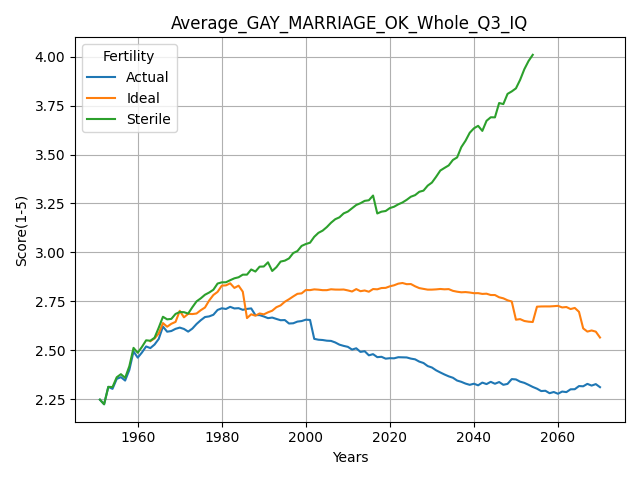 Average_GAY_MARRIAGE_OK_Whole_Q3_IQ
Fertility
Actual
Ideal
Sterile
Score(1-5)
4.00
3.75
3.50
3.25
3.00
2.75
2.50
2.25
1960 1980 2000 2020 2040 2060
Years